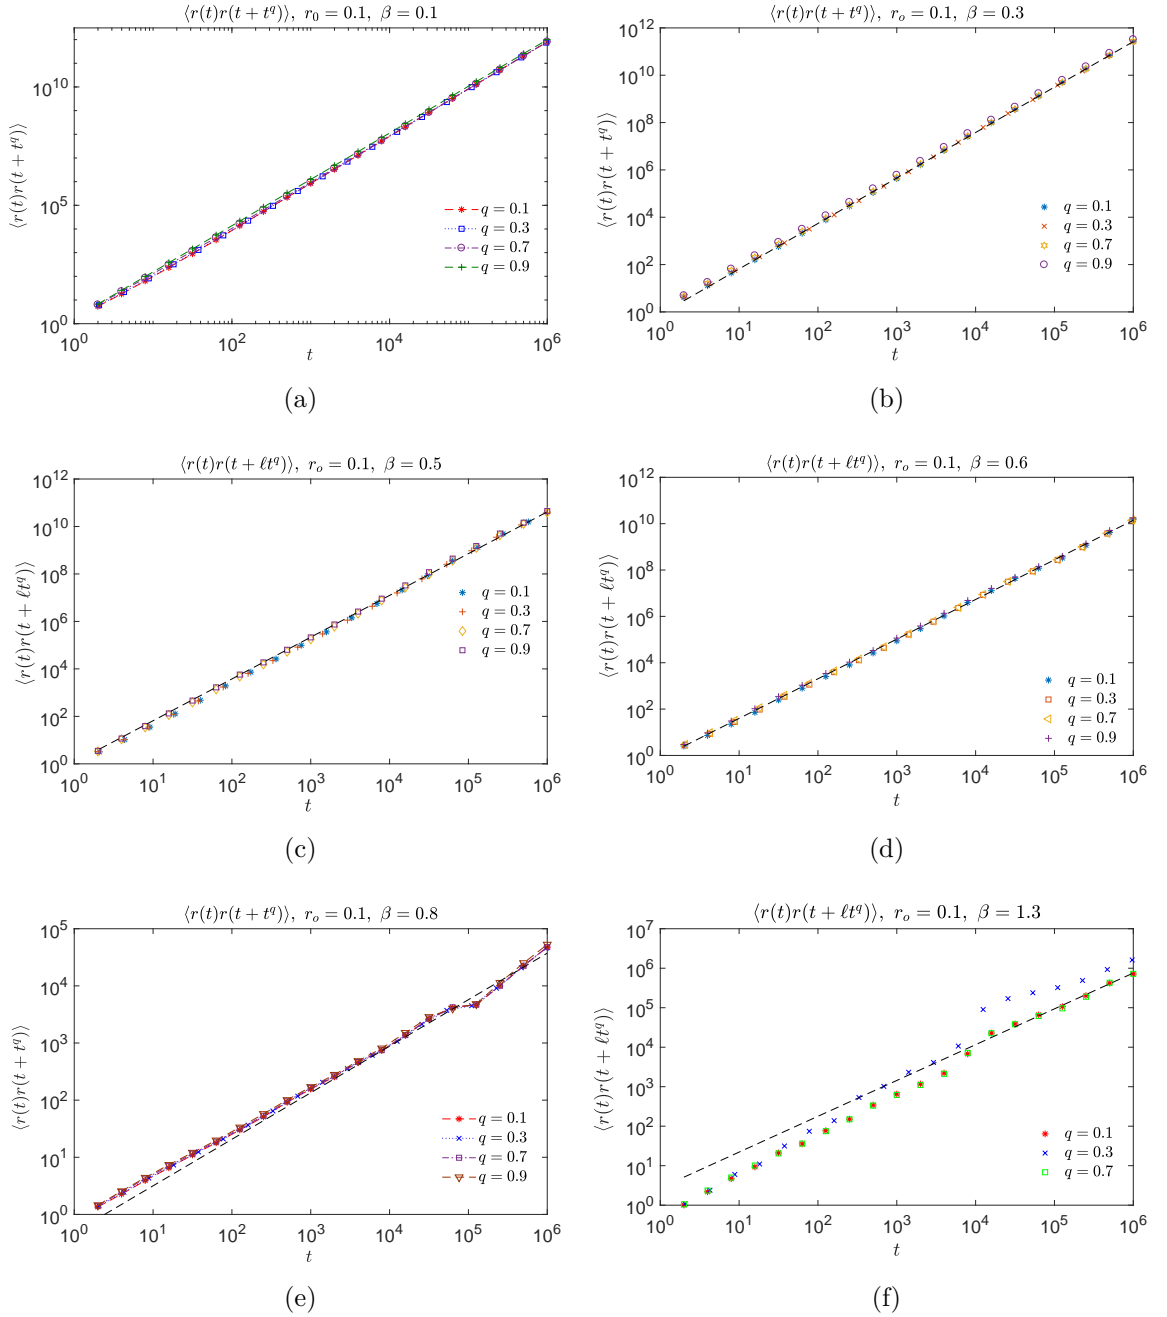 ⟨r(t)r(t + t^q)⟩, r_0 = 0.1, β = 0.1
⟨r(t)r(t + t^q)⟩
10^10
10^5
10^0
q = 0.1
q = 0.3
q = 0.7
q = 0.9
10^0 10^2 10^4 10^6
t
(a)
⟨r(t)r(t + t^q)⟩, r_o = 0.1, β = 0.3
⟨r(t)r(t + t^q)⟩
10^12
10^10
10^8
10^6
10^4
10^2
10^0
q = 0.1
q = 0.3
q = 0.7
q = 0.9
10^0 10^1 10^2 10^3 10^4 10^5 10^6
t
(b)
⟨r(t)r(t + ℓt^q)⟩, r_o = 0.1, β = 0.5
⟨r(t)r(t + ℓt^q)⟩
10^12
10^10
10^8
10^6
10^4
10^2
10^0
q = 0.1
q = 0.3
q = 0.7
q = 0.9
10^0 10^1 10^2 10^3 10^4 10^5 10^6
t
(c)
⟨r(t)r(t + ℓt^q)⟩, r_o = 0.1, β = 0.6
⟨r(t)r(t + ℓt^q)⟩
10^12
10^10
10^8
10^6
10^4
10^2
10^0
q = 0.1
q = 0.3
q = 0.7
q = 0.9
10^0 10^1 10^2 10^3 10^4 10^5 10^6
t
(d)
⟨r(t)r(t + t^q)⟩, r_o = 0.1, β = 0.8
⟨r(t)r(t + t^q)⟩
10^5
10^4
10^3
10^2
10^1
10^0
q = 0.1
q = 0.3
q = 0.7
q = 0.9
10^0 10^1 10^2 10^3 10^4 10^5 10^6
t
(e)
⟨r(t)r(t + ℓt^q)⟩, r_o = 0.1, β = 1.3
⟨r(t)r(t + ℓt^q)⟩
10^7
10^6
10^5
10^4
10^3
10^2
10^1
10^0
q = 0.1
q = 0.3
q = 0.7
10^0 10^1 10^2 10^3 10^4 10^5 10^6
t
(f)